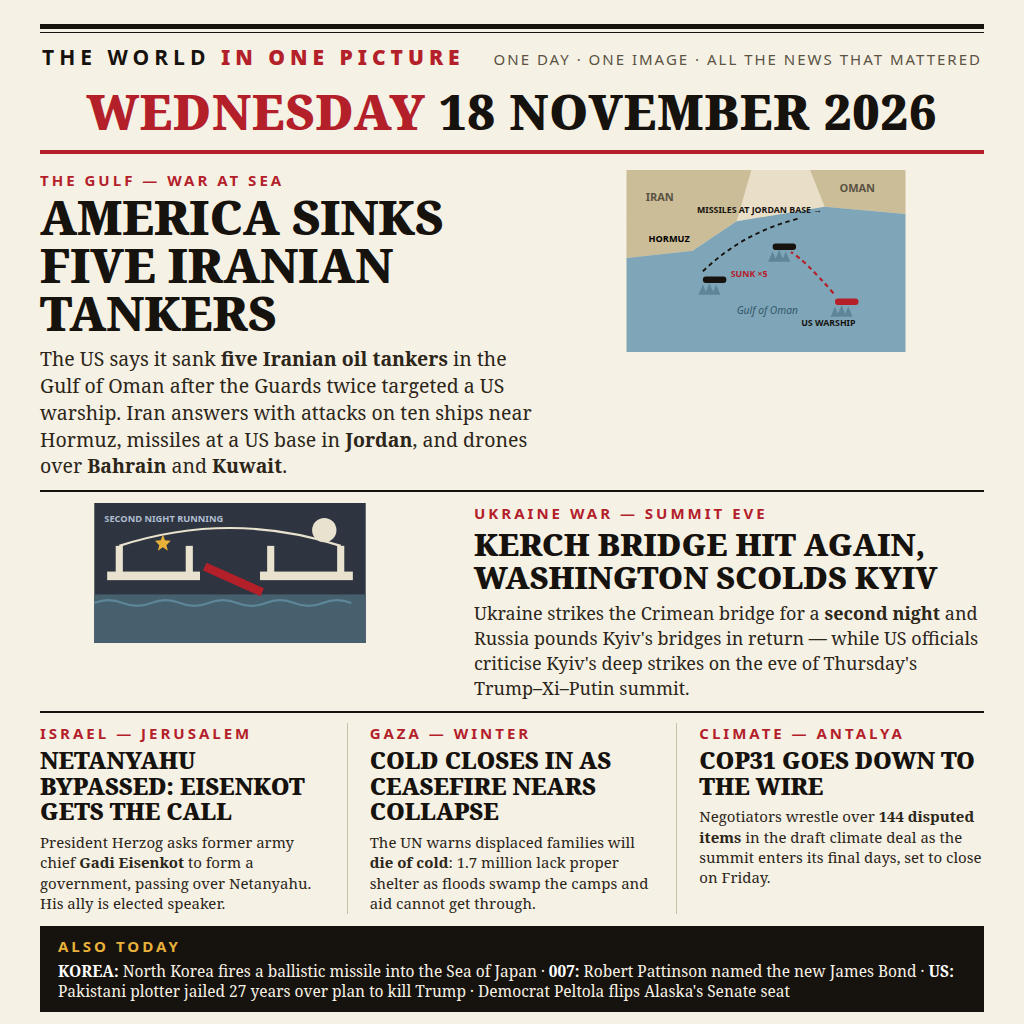 THE WORLD IN ONE PICTURE
ONE DAY · ONE IMAGE · ALL THE NEWS THAT MATTERED
WEDNESDAY 18 NOVEMBER 2026
THE GULF — WAR AT SEA
AMERICA SINKS
FIVE IRANIAN
TANKERS
The US says it sank five Iranian oil tankers in the
Gulf of Oman after the Guards twice targeted a US
warship. Iran answers with attacks on ten ships near
Hormuz, missiles at a US base in Jordan, and drones
over Bahrain and Kuwait.
IRAN
OMAN
MISSILES AT JORDAN BASE →
HORMUZ
SUNK ×5
Gulf of Oman
US WARSHIP
SECOND NIGHT RUNNING
UKRAINE WAR — SUMMIT EVE
KERCH BRIDGE HIT AGAIN,
WASHINGTON SCOLDS KYIV
Ukraine strikes the Crimean bridge for a second night and
Russia pounds Kyiv's bridges in return — while US officials
criticise Kyiv's deep strikes on the eve of Thursday's
Trump–Xi–Putin summit.
ISRAEL — JERUSALEM
NETANYAHU
BYPASSED: EISENKOT
GETS THE CALL
President Herzog asks former army
chief Gadi Eisenkot to form a
government, passing over Netanyahu.
His ally is elected speaker.
GAZA — WINTER
COLD CLOSES IN AS
CEASEFIRE NEARS
COLLAPSE
The UN warns displaced families will
die of cold: 1.7 million lack proper
shelter as floods swamp the camps and
aid cannot get through.
CLIMATE — ANTALYA
COP31 GOES DOWN TO
THE WIRE
Negotiators wrestle over 144 disputed
items in the draft climate deal as the
summit enters its final days, set to close
on Friday.
ALSO TODAY
KOREA: North Korea fires a ballistic missile into the Sea of Japan · 007: Robert Pattinson named the new James Bond · US:
Pakistani plotter jailed 27 years over plan to kill Trump · Democrat Peltola flips Alaska's Senate seat